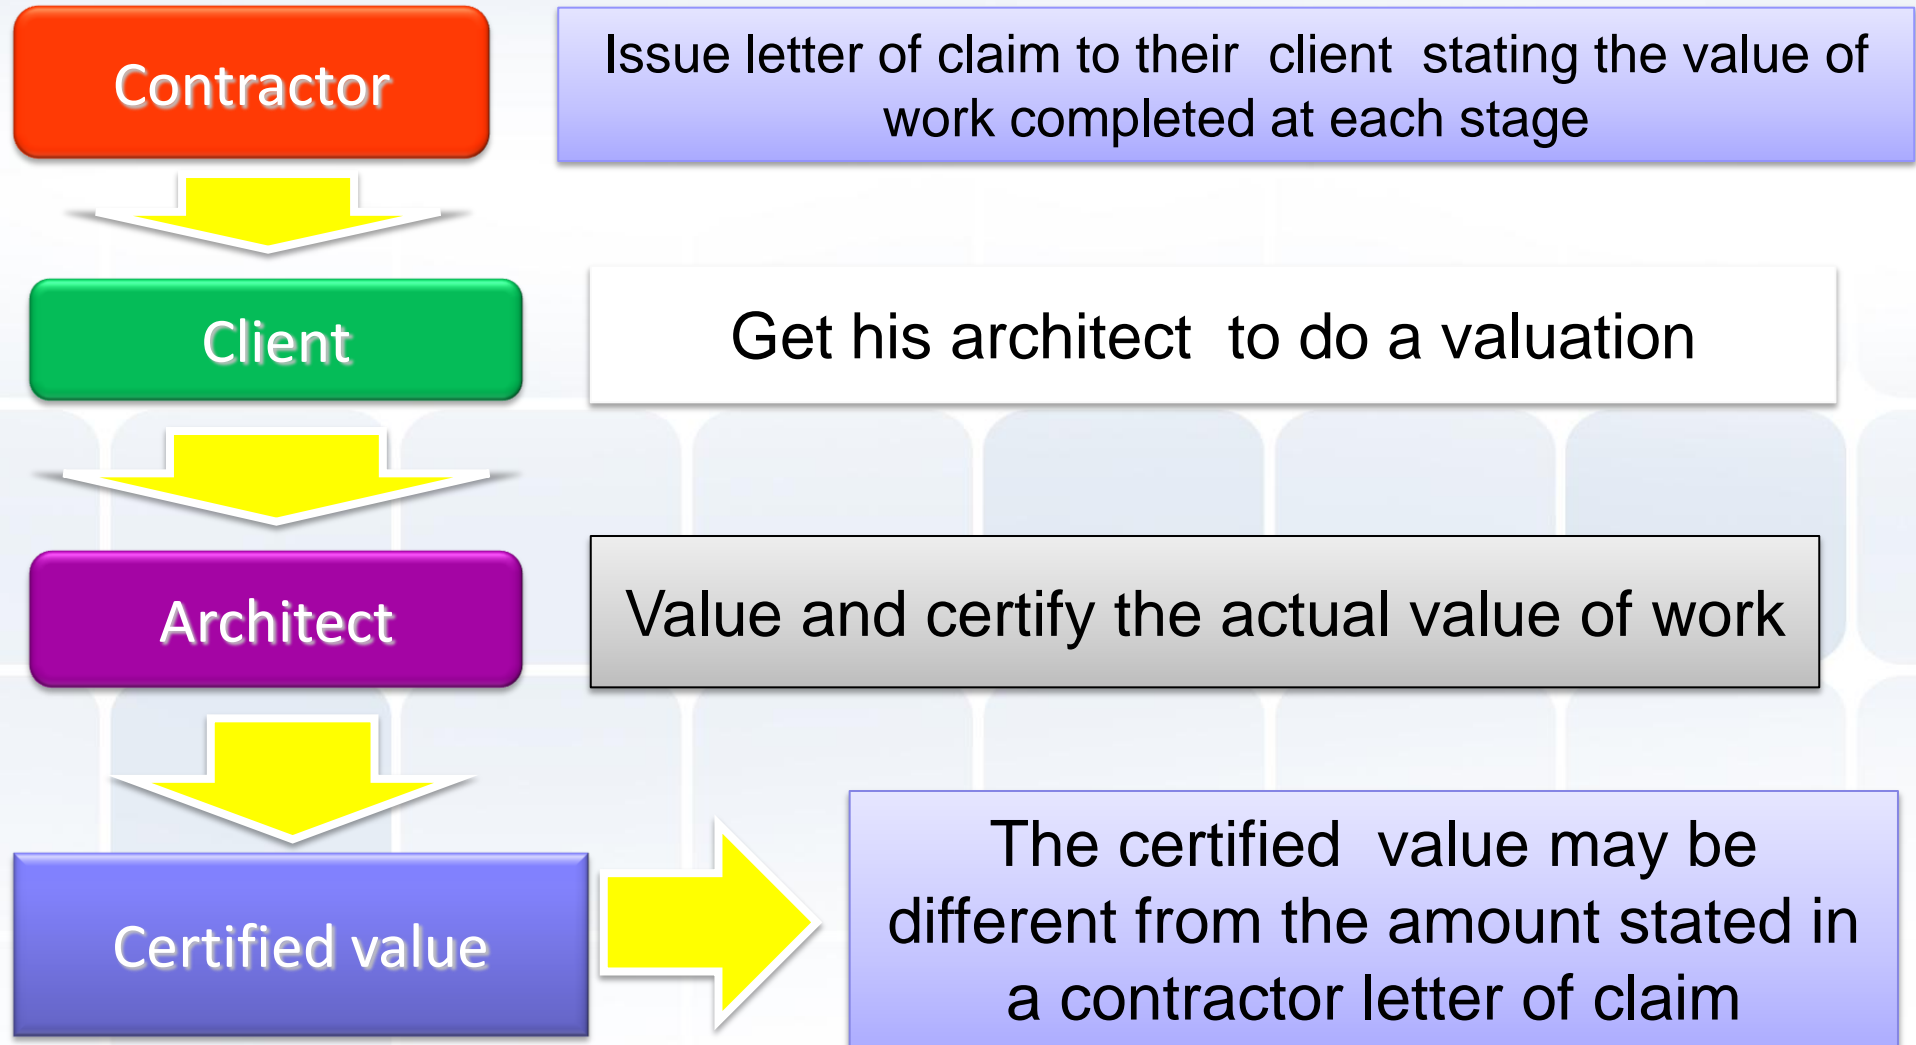 Contractor
Issue letter of claim to their client stating the value of
work completed at each stage
Client
Get his architect to do a valuation
Architect
Value and certify the actual value of work
Certified value
The certified value may be
different from the amount stated in
a contractor letter of claim